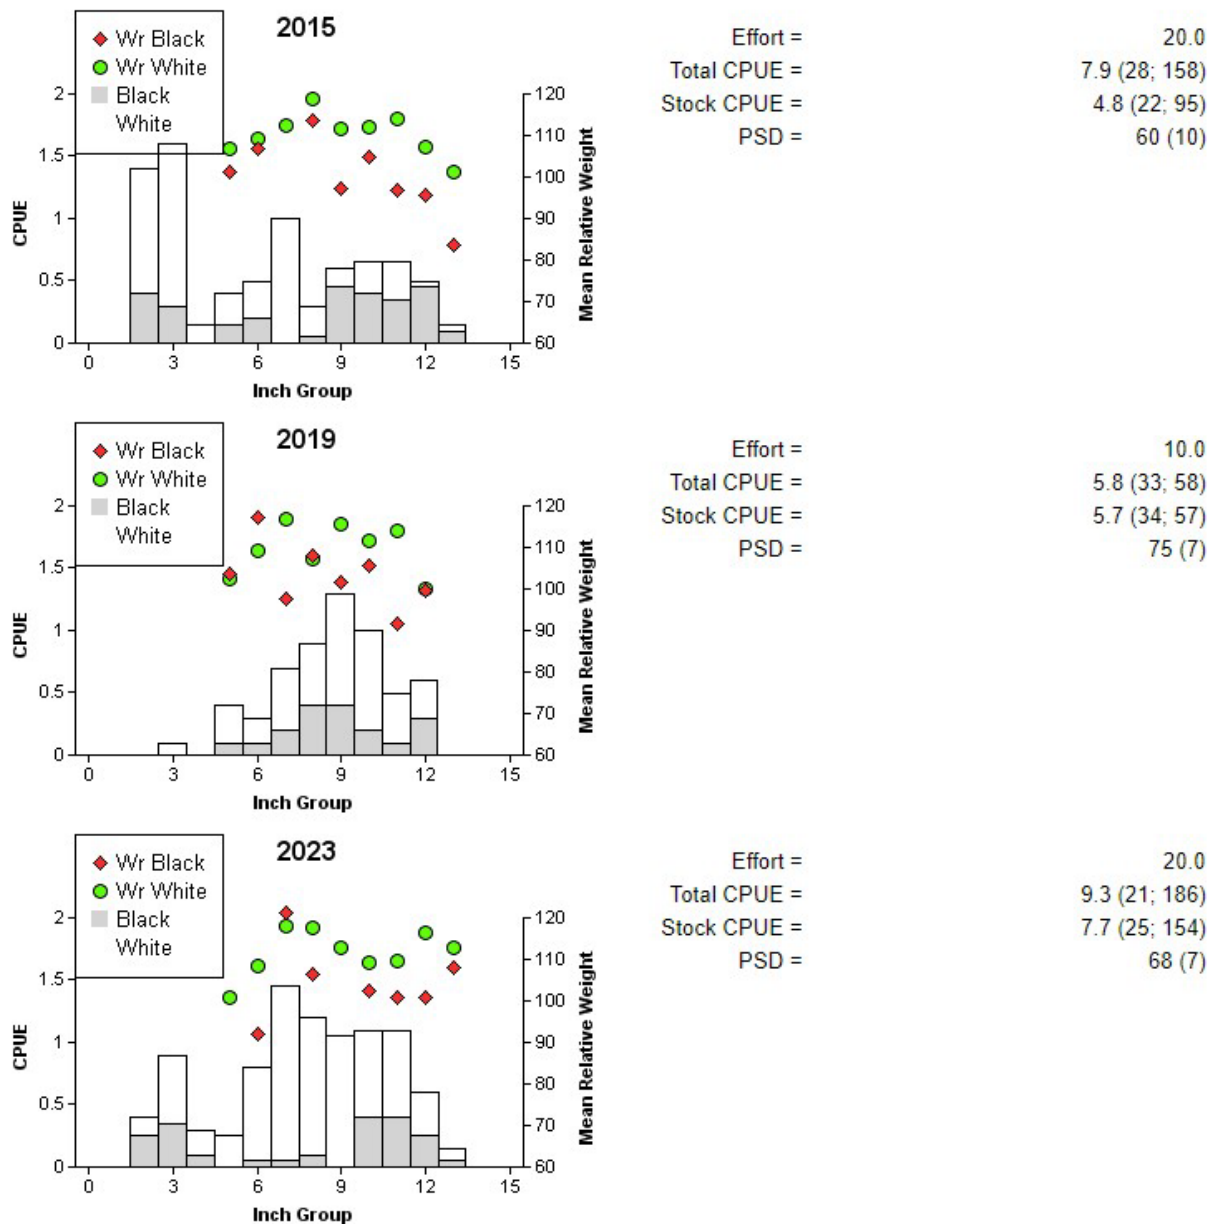 2015
Wr Black
Wr White
Black
White
2
1.5
1
0.5
0
CPUE
120
110
100
90
80
70
60
Mean Relative Weight
0 3 6 9 12 15
Inch Group
Effort = 20.0
Total CPUE = 7.9 (28; 158)
Stock CPUE = 4.8 (22; 95)
PSD = 60 (10)
2019
Wr Black
Wr White
Black
White
2
1.5
1
0.5
0
CPUE
120
110
100
90
80
70
60
Mean Relative Weight
0 3 6 9 12 15
Inch Group
Effort = 10.0
Total CPUE = 5.8 (33; 58)
Stock CPUE = 5.7 (34; 57)
PSD = 75 (7)
2023
Wr Black
Wr White
Black
White
2
1.5
1
0.5
0
CPUE
120
110
100
90
80
70
60
Mean Relative Weight
0 3 6 9 12 15
Inch Group
Effort = 20.0
Total CPUE = 9.3 (21; 186)
Stock CPUE = 7.7 (25; 154)
PSD = 68 (7)